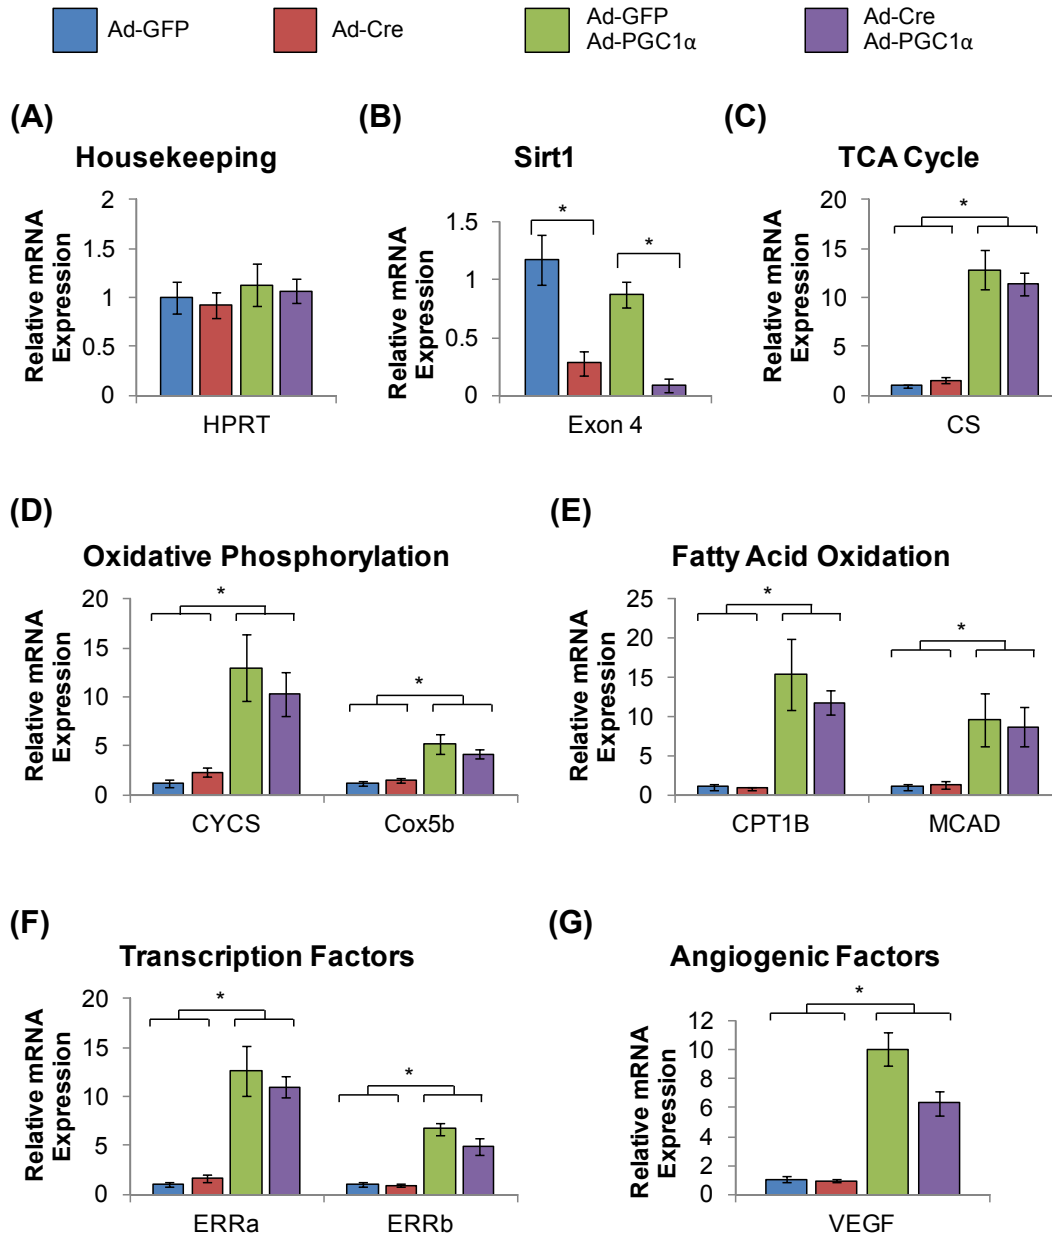 Ad-GFP
Ad-Cre
Ad-GFP
Ad-PGC1α
Ad-Cre
Ad-PGC1α
(A)
Housekeeping
Relative mRNA
Expression
2
1.5
1
0.5
0
HPRT
(B)
Sirt1
Relative mRNA
Expression
1.5
1
0.5
0
*
*
Exon 4
(C)
TCA Cycle
Relative mRNA
Expression
20
15
10
5
0
*
CS
(D)
Oxidative Phosphorylation
Relative mRNA
Expression
20
15
10
5
0
*
*
CYCS
Cox5b
(E)
Fatty Acid Oxidation
Relative mRNA
Expression
25
20
15
10
5
0
*
*
CPT1B
MCAD
(F)
Transcription Factors
Relative mRNA
Expression
20
15
10
5
0
*
*
ERRa
ERRb
(G)
Angiogenic Factors
Relative mRNA
Expression
12
10
8
6
4
2
0
*
VEGF